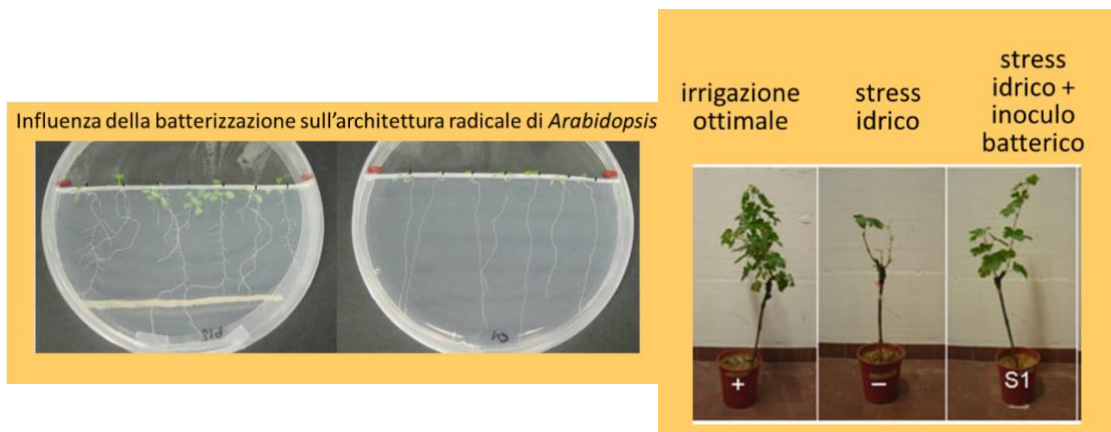 Influenza della batterizzazione sull’architettura radicale di Arabidopsis
irrigazione
ottimale
stress
idrico
stress
idrico +
inoculo
batterico
+
–
S1